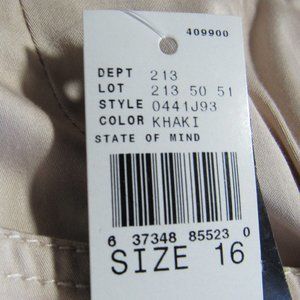 409900
DEPT 213
LOT 213 50 51
STYLE 0441J93
COLOR KHAKI
STATE OF MIND
6 37348 85523 0
SIZE 16